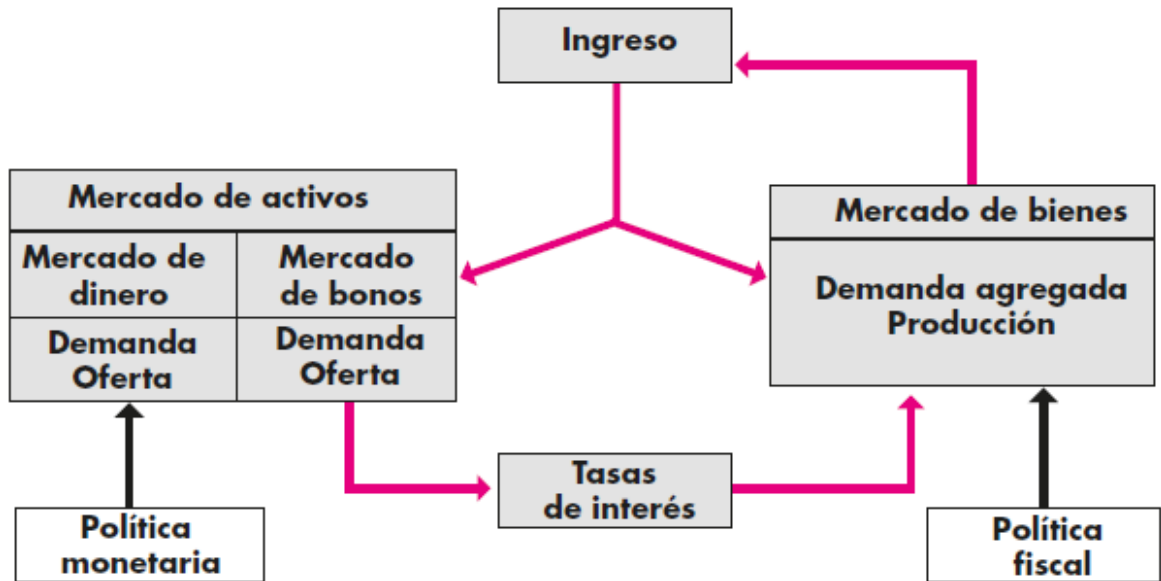 Ingreso
Mercado de activos
Mercado de
dinero
Mercado
de bonos
Demanda
Oferta
Demanda
Oferta
Mercado de bienes
Demanda agregada
Producción
Tasas
de interés
Política
monetaria
Política
fiscal